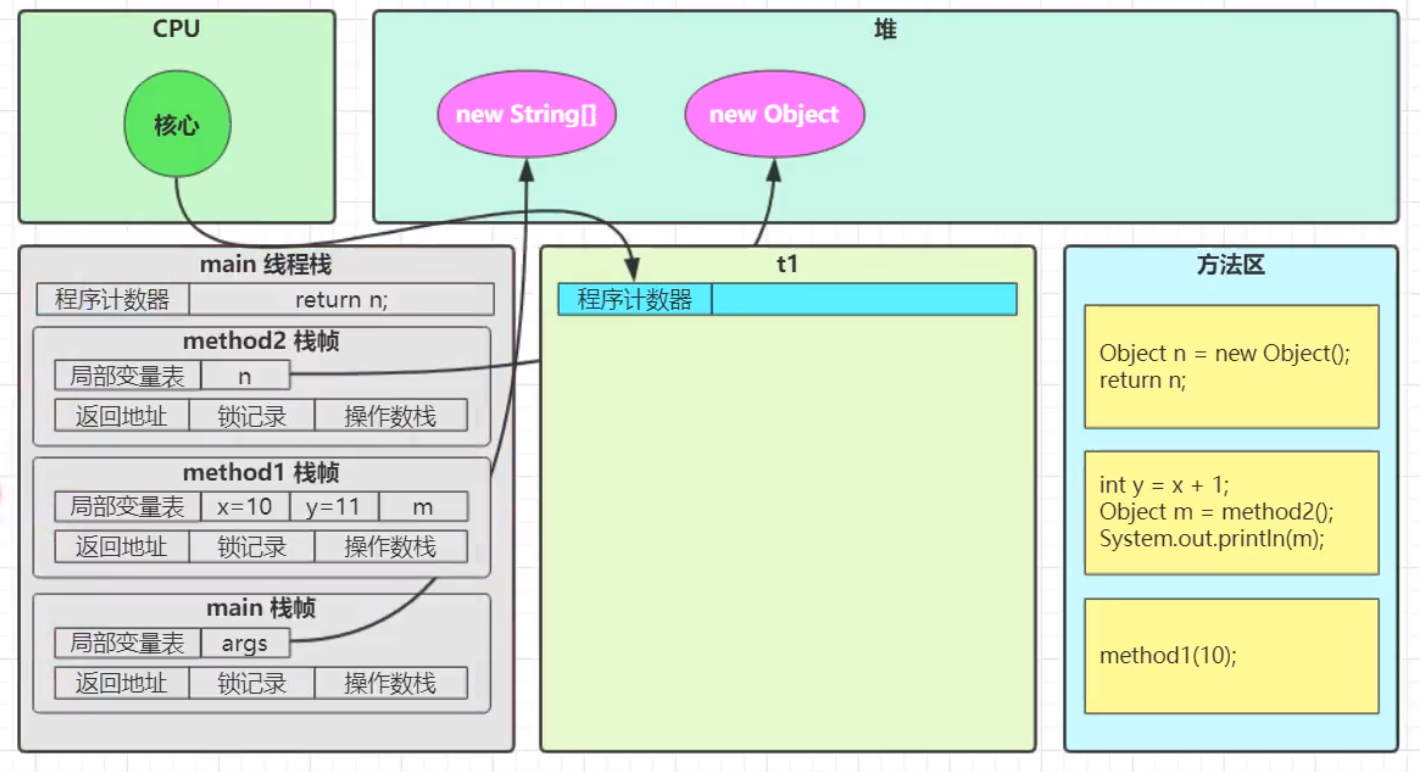 CPU
核心
堆
new String[]
new Object
main 线程栈
程序计数器 return n;
method2 栈帧
局部变量表 n
返回地址 锁记录 操作数栈
method1 栈帧
局部变量表 x=10 y=11 m
返回地址 锁记录 操作数栈
main 栈帧
局部变量表 args
返回地址 锁记录 操作数栈
t1
程序计数器
方法区
Object n = new Object();
return n;
int y = x + 1;
Object m = method2();
System.out.println(m);
method1(10);